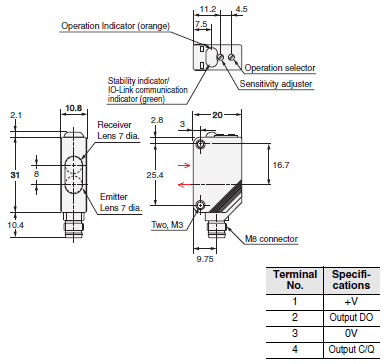 11.2
4.5
7.5
Operation Indicator (orange)
Operation selector
Sensitivity adjuster
Stability indicator/
IO-Link communication
indicator (green)
2.1
10.8
Receiver
Lens 7 dia.
2.8
3
20
31
8
25.4
16.7
Emitter
Lens 7 dia.
10.4
Two, M3
M8 connector
9.75
Terminal No. Specifi-cations
1 +V
2 Output DO
3 0V
4 Output C/Q